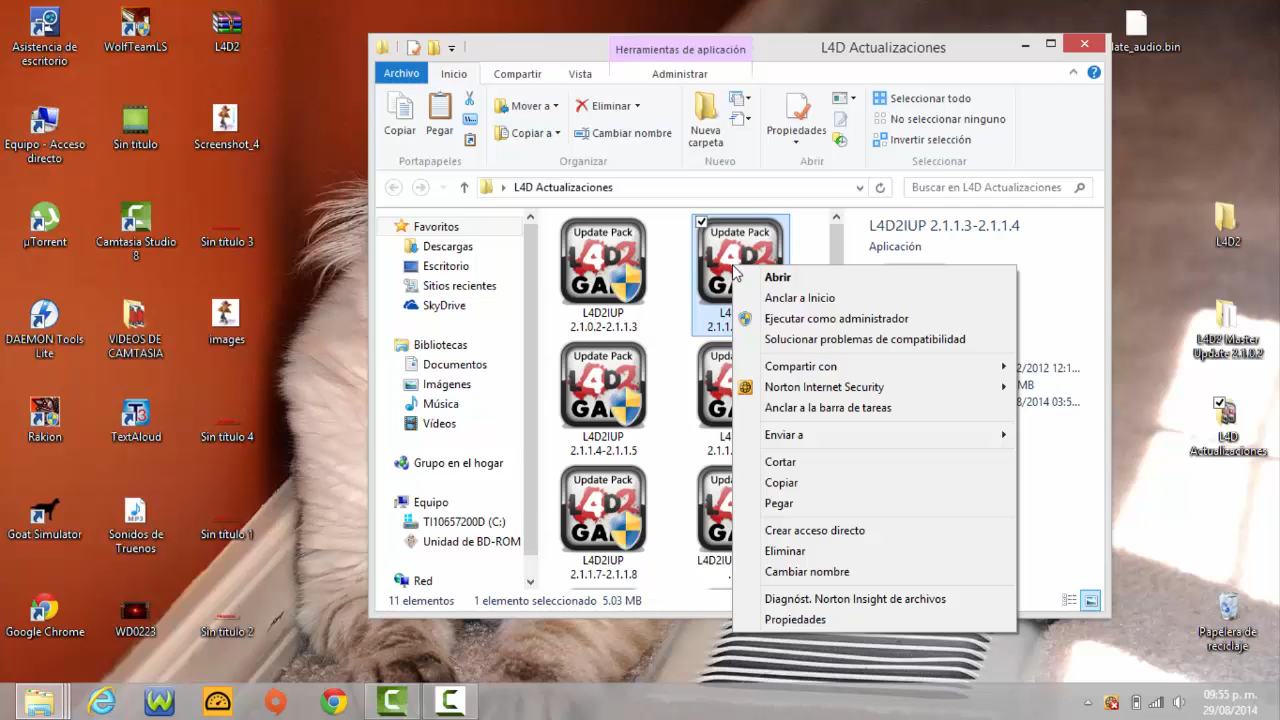 Asistencia de
escritorio
WolfTeamLS
L4D2
Equipo - Acceso
directo
Sin título
Screenshot_4
µTorrent
Camtasia Studio
8
Sin título 3
DAEMON Tools
Lite
VIDEOS DE
CAMTASIA
images
Rakion
TextAloud
Sin título 4
Goat Simulator
Sonidos de
Truenos
Sin título 1
Google Chrome
WD0223
Sin título 2
Herramientas de aplicación
L4D Actualizaciones
Archivo
Inicio
Compartir
Vista
Administrar
Copiar
Pegar
Mover a
Copiar a
Eliminar
Cambiar nombre
Nueva
carpeta
Propiedades
Seleccionar todo
No seleccionar ninguno
Invertir selección
Portapapeles
Organizar
Nuevo
Abrir
Seleccionar
L4D Actualizaciones
Buscar en L4D Actualizaciones
Favoritos
Descargas
Escritorio
Sitios recientes
SkyDrive
Bibliotecas
Documentos
Imágenes
Música
Vídeos
Grupo en el hogar
Equipo
TI10657200D (C:)
Unidad de BD-ROM
Red
Update Pack
L4D2
L4D2IUP
2.1.0.2-2.1.1.3
Update Pack
Update Pack
L4D2
L4D2IUP
2.1.1.4-2.1.1.5
Update Pack
L4D2
L4D2IUP
2.1.1.7-2.1.1.8
L4D2IUP 2.1.1.3-2.1.1.4
Aplicación
2/2012 12:1...
MB
8/2014 03:5...
Abrir
Anclar a Inicio
Ejecutar como administrador
Solucionar problemas de compatibilidad
Compartir con
Norton Internet Security
Anclar a la barra de tareas
Enviar a
Cortar
Copiar
Pegar
Crear acceso directo
Eliminar
Cambiar nombre
Diagnóst. Norton Insight de archivos
Propiedades
11 elementos
1 elemento seleccionado 5.03 MB
late_audio.bin
L4D2
L4D2 Master
Update 2.1.0.2
L4D
Actualizaciones
Papelera de
reciclaje
09:55 p. m.
29/08/2014